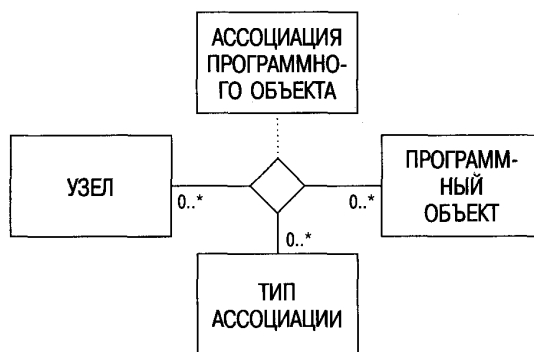 АССОЦИАЦИЯ
ПРОГРАММНО-
ГО ОБЪЕКТА
УЗЕЛ
ПРОГРАММ-
НЫЙ
ОБЪЕКТ
0..*
0..*
0..*
ТИП
АССОЦИАЦИИ